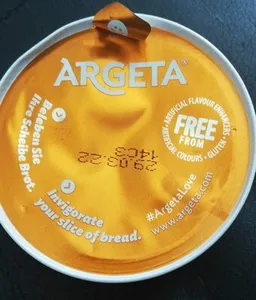 ARGETA®
Beleben Sie
Ihre Scheibe Brot.
FREE
FROM
ARTIFICIAL FLAVOUR ENHANCERS
ARTIFICIAL COLOURS • GLUTEN
29.03.22
14C3
Invigorate
your slice of bread.
#ArgetaLove
www.argeta.com